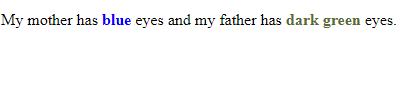 My mother has blue eyes and my father has dark green eyes.